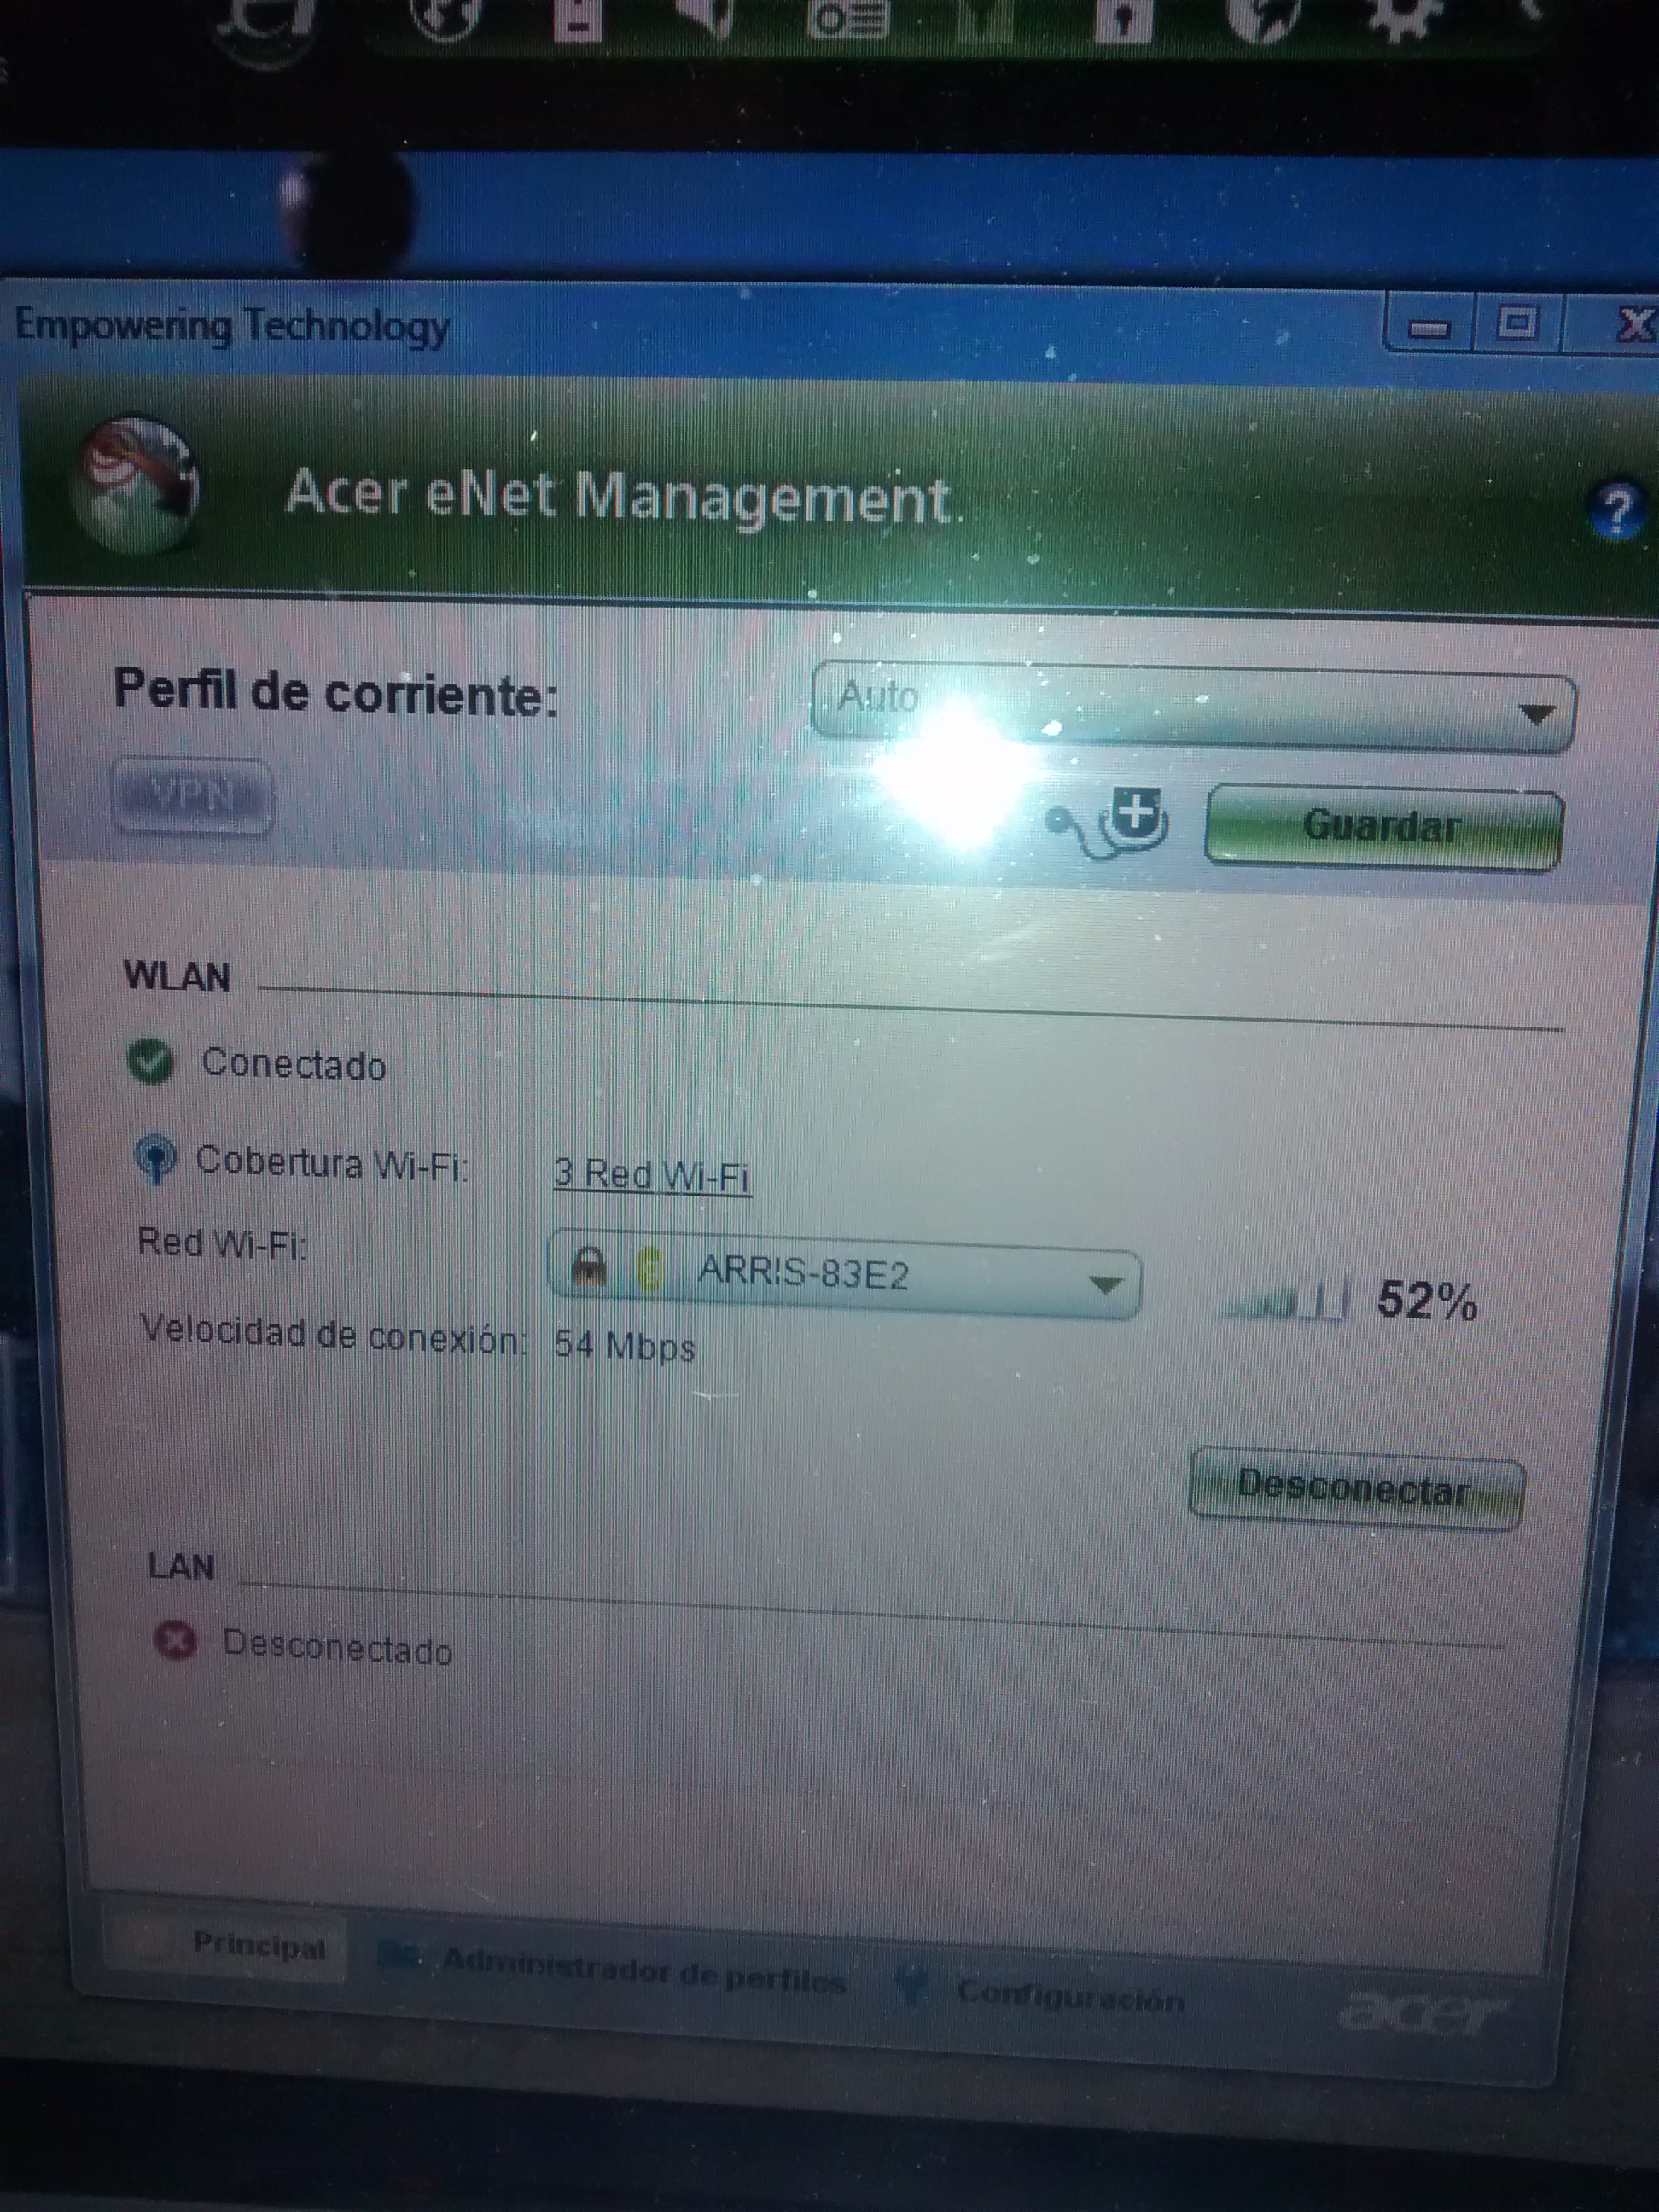 Empowering Technology
Acer eNet Management
Perfil de corriente:
Auto
VPN
Guardar
WLAN
Conectado
Cobertura Wi-Fi: 3 Red Wi-Fi
Red Wi-Fi: g ARRIS-83E2 52%
Velocidad de conexión: 54 Mbps
Desconectar
LAN
Desconectado
Principal Administrador de perfiles Configuración acer